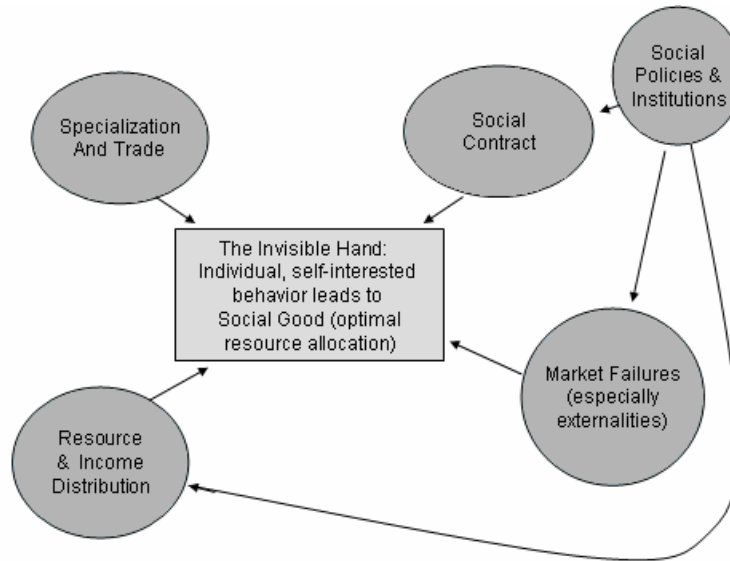 Social
Policies &
Institutions
Specialization
And Trade
Social
Contract
The Invisible Hand:
Individual, self-interested
behavior leads to
Social Good (optimal
resource allocation)
Market Failures
(especially
externalities)
Resource
& Income
Distribution